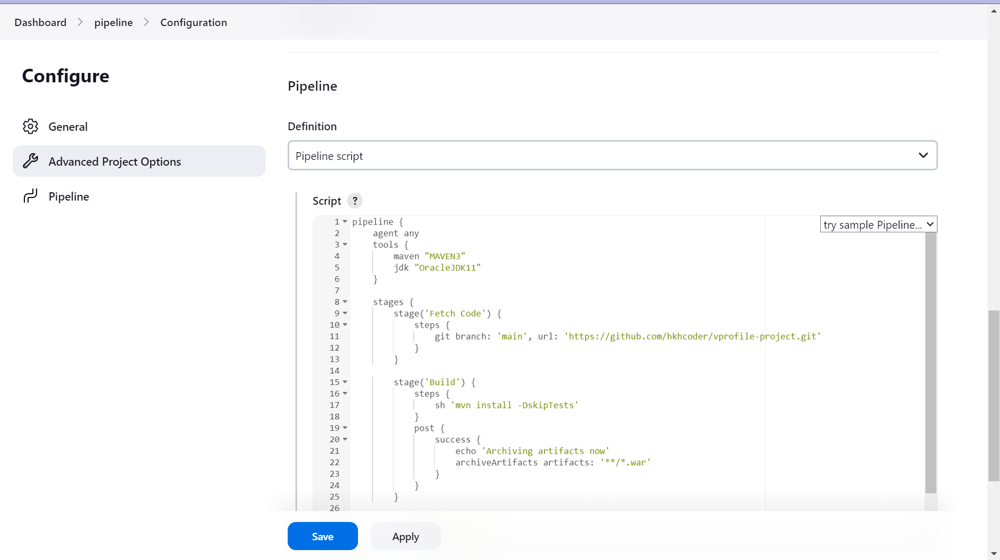 Dashboard > pipeline > Configuration
Configure
General
Advanced Project Options
Pipeline
Pipeline
Definition
Pipeline script
Script ?
try sample Pipeline...
1 pipeline {
2     agent any
3     tools {
4         maven "MAVEN3"
5         jdk "OracleJDK11"
6     }
7
8     stages {
9         stage('Fetch Code') {
10             steps {
11                 git branch: 'main', url: 'https://github.com/hkhcoder/vprofile-project.git'
12             }
13         }
14
15         stage('Build') {
16             steps {
17                 sh 'mvn install -DskipTests'
18             }
19             post {
20                 success {
21                     echo 'Archiving artifacts now'
22                     archiveArtifacts artifacts: '**/*.war'
23                 }
24             }
25         }
26
Save
Apply